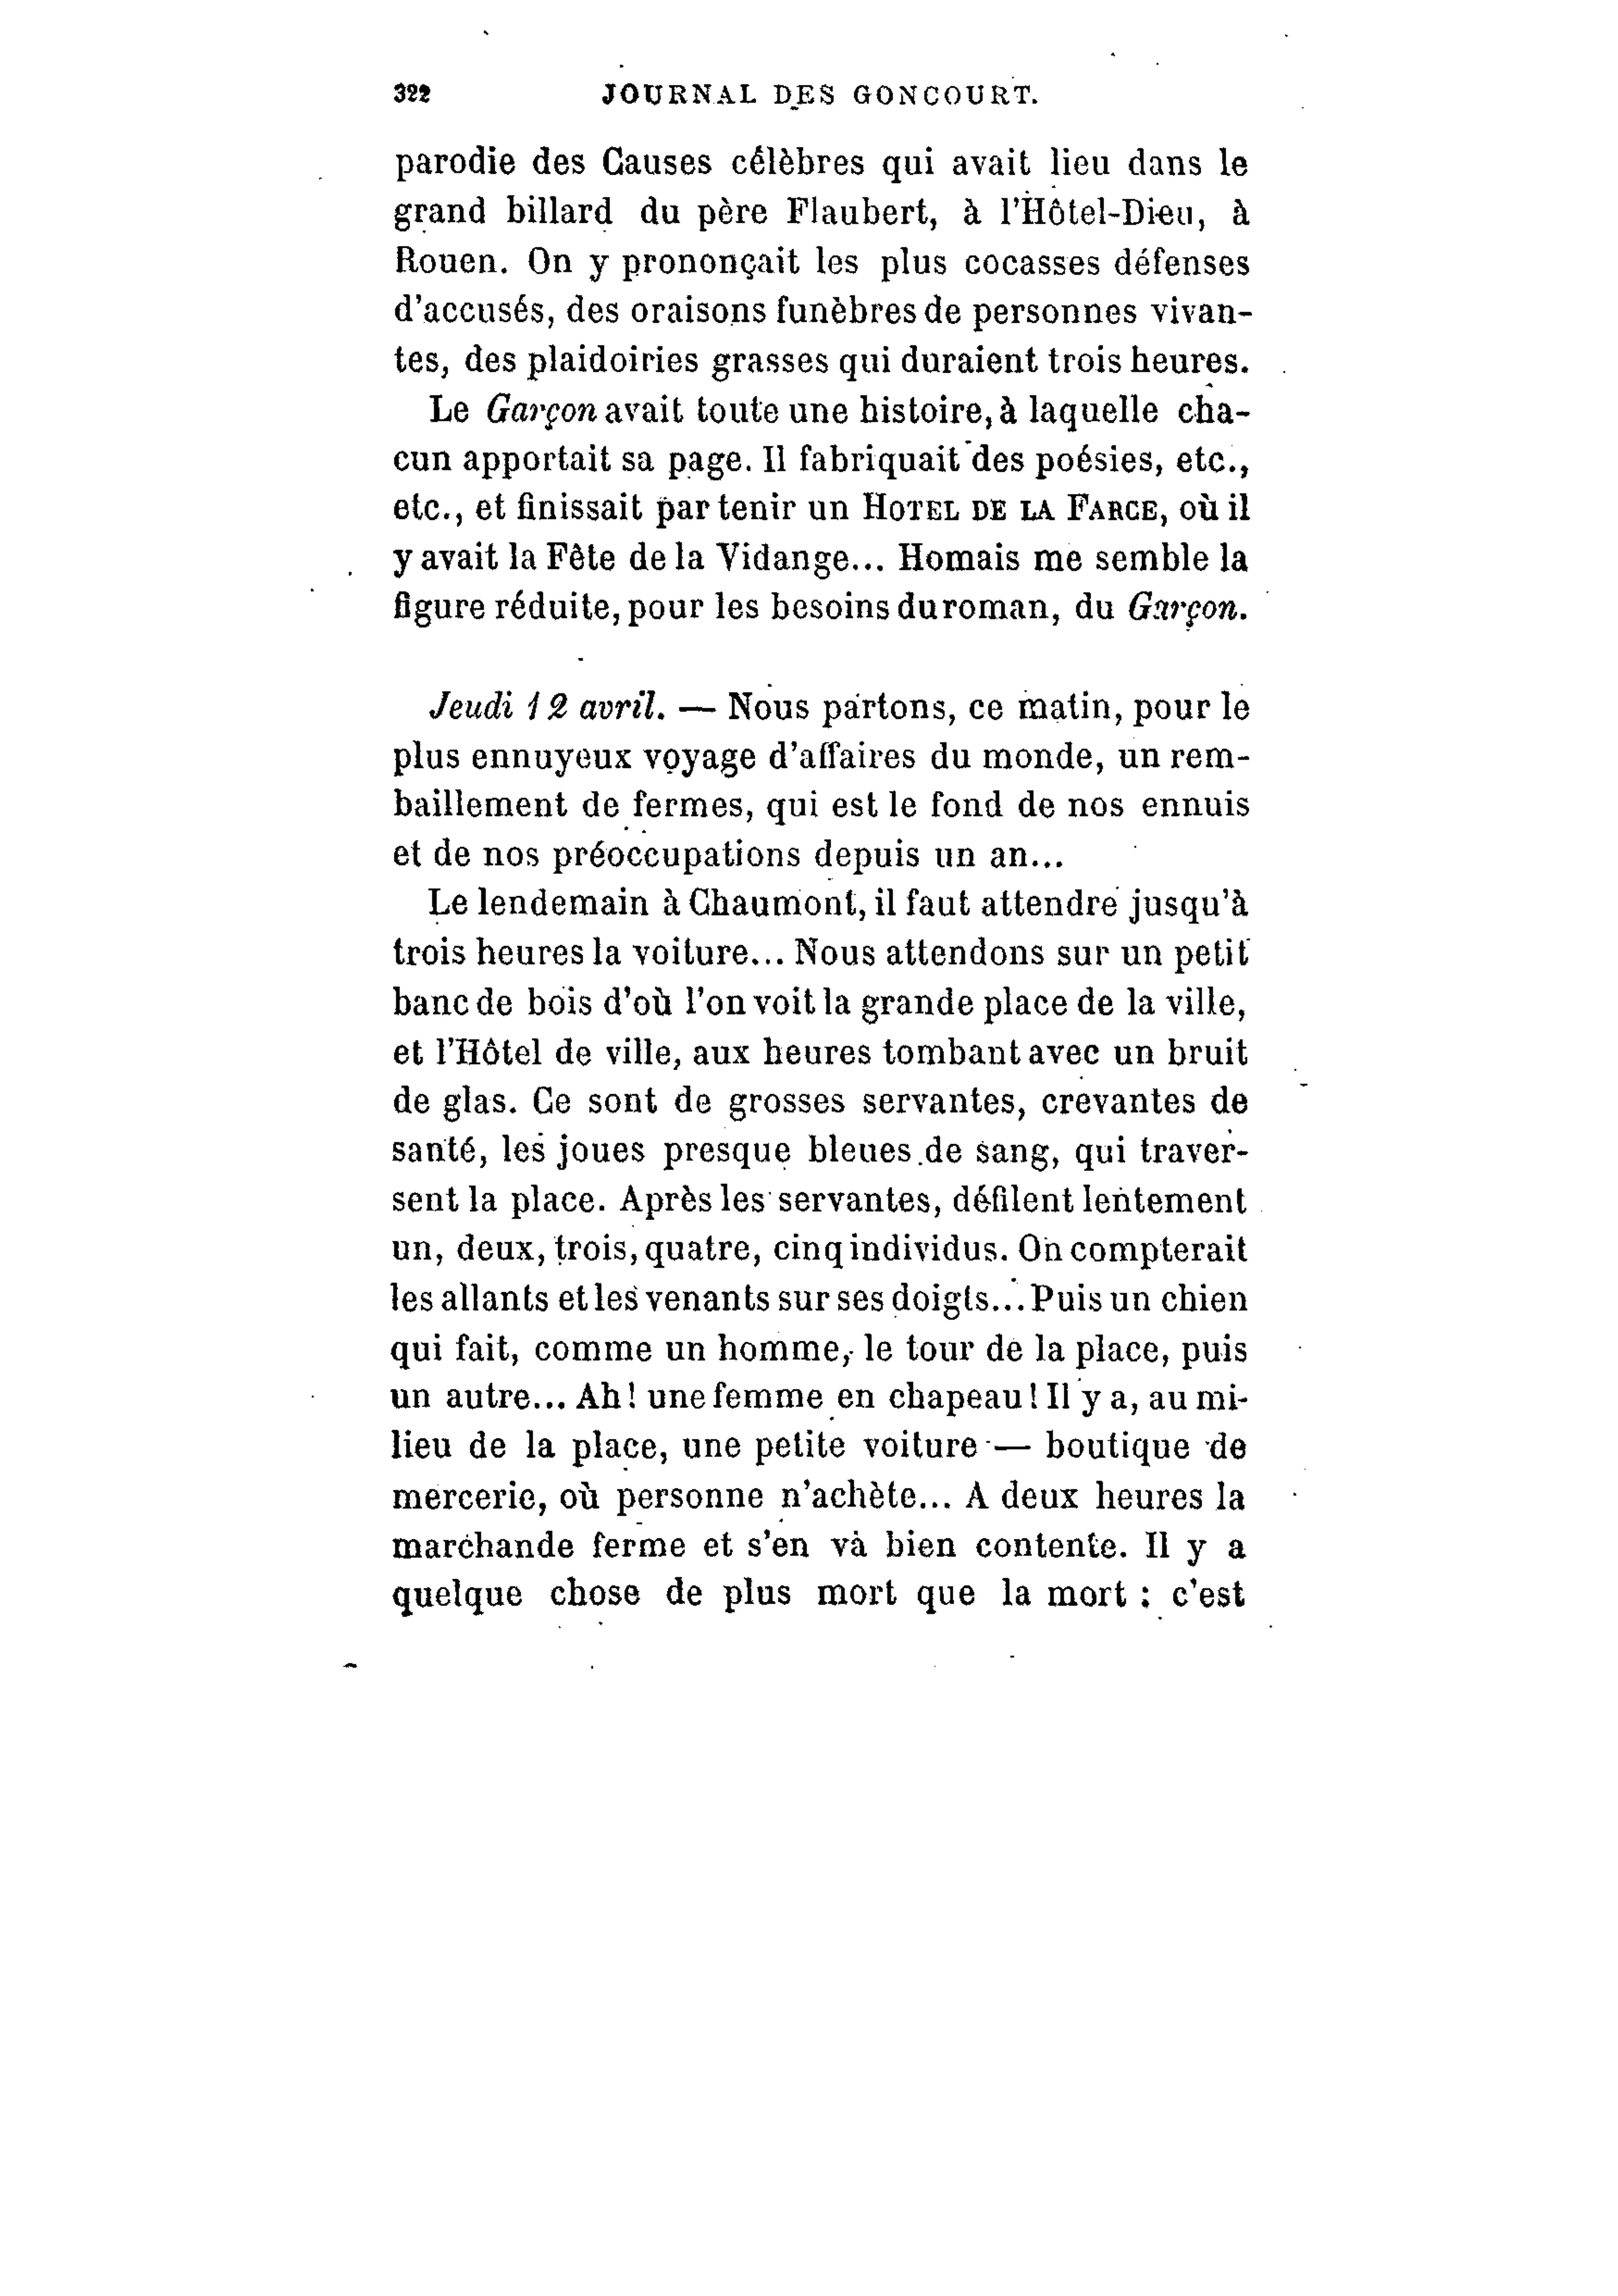 322 JOURNAL DES GONCOURT.
parodie des Causes célèbres qui avait lieu dans le
grand billard du père Flaubert, à l'Hôtel-Dieu, à
Rouen. On y prononçait les plus cocasses défenses
d'accusés, des oraisons funèbres de personnes vivan-
tes, des plaidoiries grasses qui duraient trois heures.
Le Garçon avait toute une histoire, à laquelle cha-
cun apportait sa page. Il fabriquait des poésies, etc.,
etc., et finissait par tenir un HOTEL DE LA FARCE, où il
y avait la Fête de la Vidange... Homais me semble la
figure réduite, pour les besoins du roman, du Garçon.
Jeudi 12 avril. — Nous partons, ce matin, pour le
plus ennuyeux voyage d'affaires du monde, un rem-
baillement de fermes, qui est le fond de nos ennuis
et de nos préoccupations depuis un an...
Le lendemain à Chaumont, il faut attendre jusqu'à
trois heures la voiture... Nous attendons sur un petit
banc de bois d'où l'on voit la grande place de la ville,
et l'Hôtel de ville, aux heures tombant avec un bruit
de glas. Ce sont de grosses servantes, crevantes de
santé, les joues presque bleues de sang, qui traver-
sent la place. Après les servantes, défilent lentement
un, deux, trois, quatre, cinq individus. On compterait
les allants et les venants sur ses doigts... Puis un chien
qui fait, comme un homme, le tour de la place, puis
un autre... Ah! une femme en chapeau! Il y a, au mi-
lieu de la place, une petite voiture — boutique de
mercerie, où personne n'achète... A deux heures la
marchande ferme et s'en va bien contente. Il y a
quelque chose de plus mort que la mort : c'est